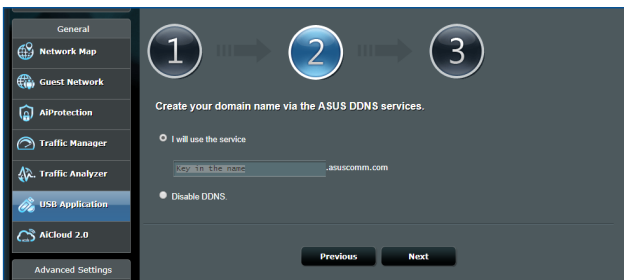 General
Network Map
Guest Network
AiProtection
Traffic Manager
Traffic Analyzer
USB Application
AiCloud 2.0
Advanced Settings
1
2
3
Create your domain name via the ASUS DDNS services.
I will use the service
Key in the name .asuscomm.com
Disable DDNS.
Previous Next